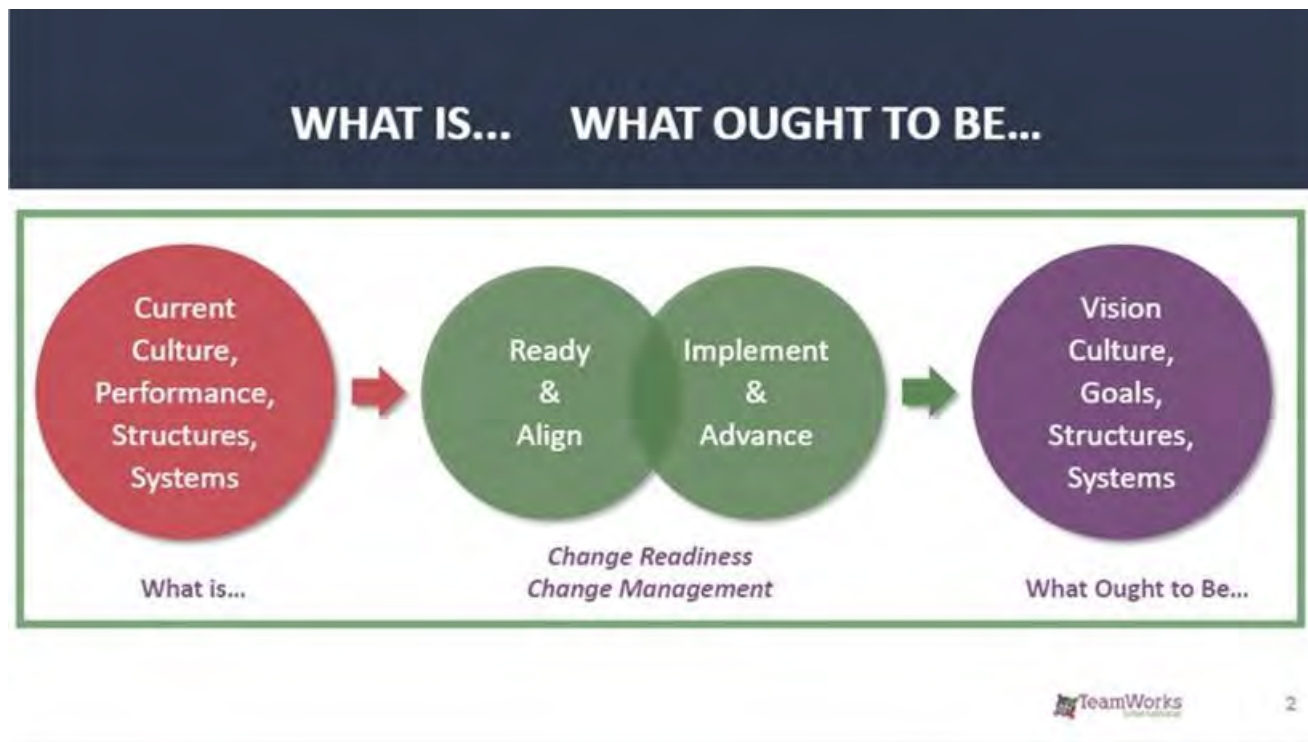 WHAT IS... WHAT OUGHT TO BE...
Current
Culture,
Performance,
Structures,
Systems
Ready
&
Align
Implement
&
Advance
Vision
Culture,
Goals,
Structures,
Systems
What is...
Change Readiness
Change Management
What Ought to Be...
TeamWorks
2